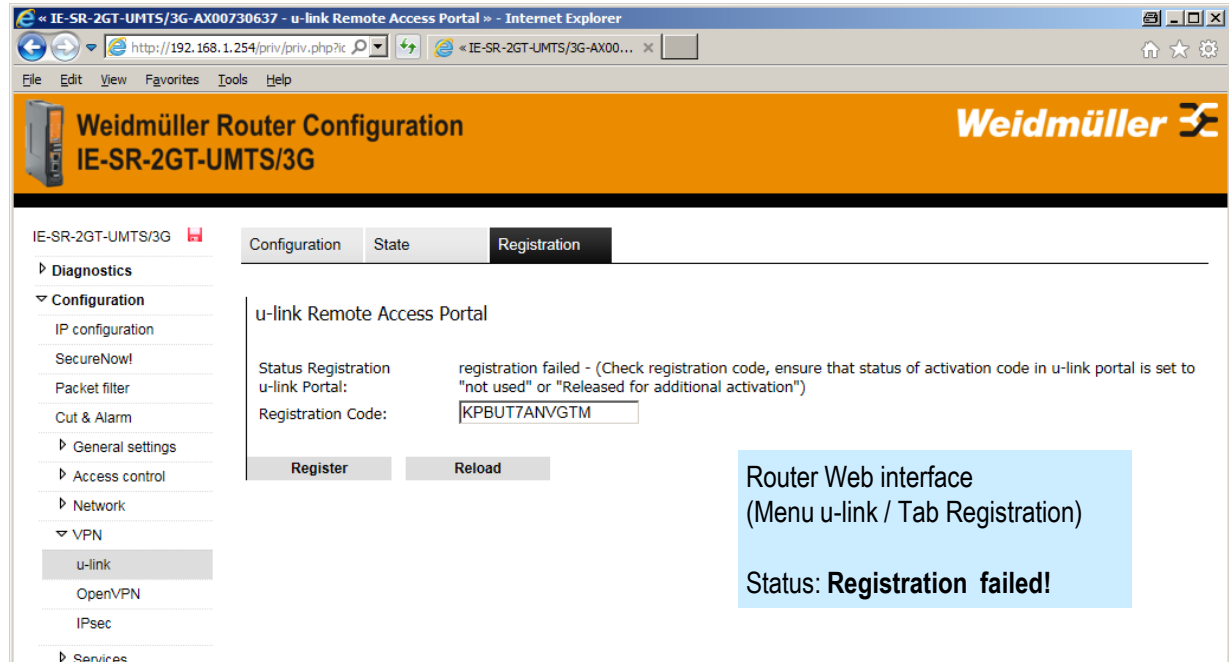 « IE-SR-2GT-UMTS/3G-AX00730637 - u-link Remote Access Portal » - Internet Explorer
http://192.168.1.254/priv/priv.php?ic
« IE-SR-2GT-UMTS/3G-AX00...
File Edit View Favorites Tools Help
Weidmüller Router Configuration
IE-SR-2GT-UMTS/3G
Weidmüller
IE-SR-2GT-UMTS/3G
Configuration State Registration
Diagnostics
Configuration
IP configuration
SecureNow!
Packet filter
Cut & Alarm
General settings
Access control
Network
VPN
u-link
OpenVPN
IPsec
Services
u-link Remote Access Portal
Status Registration
u-link Portal:
registration failed - (Check registration code, ensure that status of activation code in u-link portal is set to
"not used" or "Released for additional activation")
Registration Code: KPBUT7ANVGTM
Register Reload
Router Web interface
(Menu u-link / Tab Registration)
Status: Registration failed!